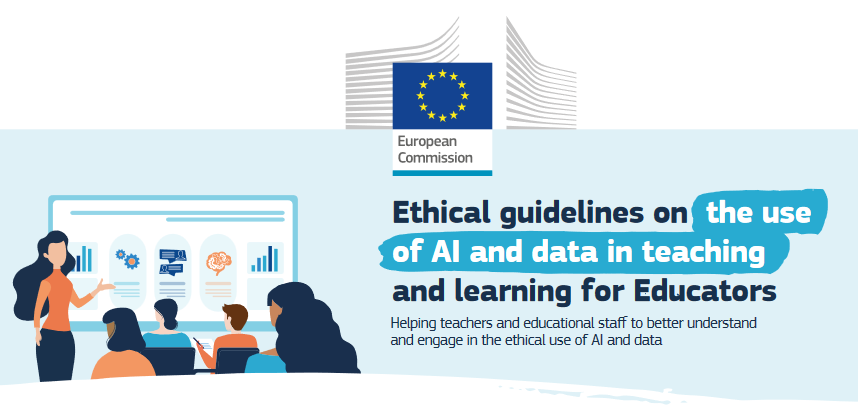 European
Commission
Ethical guidelines on the use
of AI and data in teaching
and learning for Educators
Helping teachers and educational staff to better understand
and engage in the ethical use of AI and data